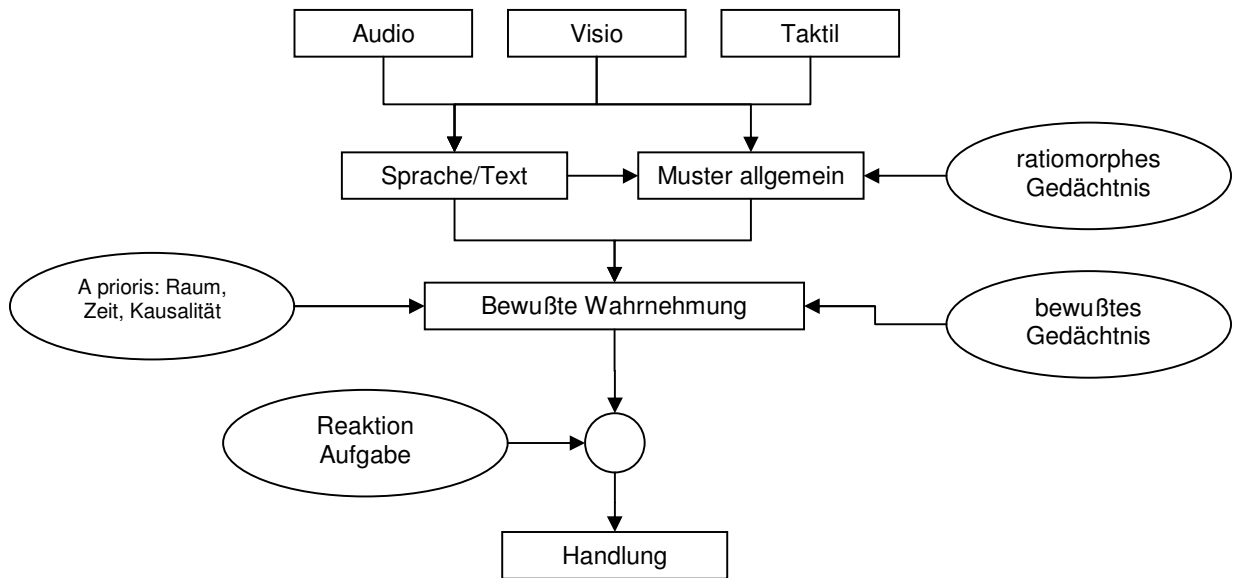 Audio
Visio
Taktil
Sprache/Text
Muster allgemein
ratiomorphes
Gedächtnis
A prioris: Raum,
Zeit, Kausalität
Bewußte Wahrnehmung
bewußtes
Gedächtnis
Reaktion
Aufgabe
Handlung